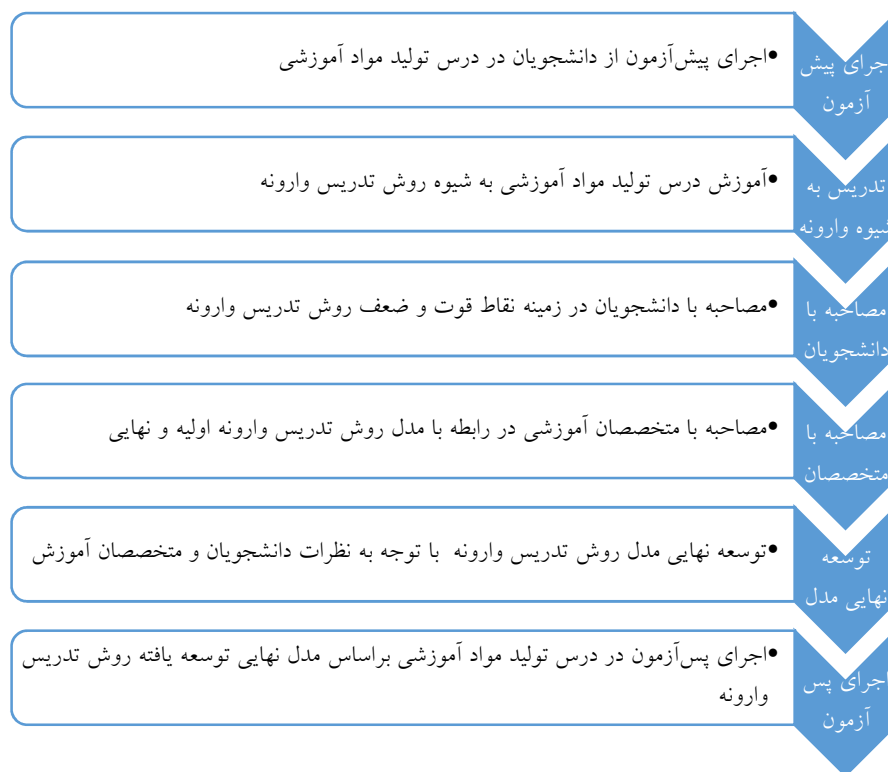 جرای پیش
آزمون
•اجرای پیش‌آزمون از دانشجویان در درس تولید مواد آموزشی
تدریس به
شیوه وارونه
•آموزش درس تولید مواد آموزشی به شیوه روش تدریس وارونه
مصاحبه با
دانشجویان
•مصاحبه با دانشجویان در زمینه نقاط قوت و ضعف روش تدریس وارونه
مصاحبه با
متخصصان
•مصاحبه با متخصصان آموزشی در رابطه با مدل روش تدریس وارونه اولیه و نهایی
توسعه
نهایی مدل
•توسعه نهایی مدل روش تدریس وارونه با توجه به نظرات دانشجویان و متخصصان آموزش
اجرای پس
آزمون
•اجرای پس‌آزمون در درس تولید مواد آموزشی براساس مدل نهایی توسعه یافته روش تدریس
وارونه